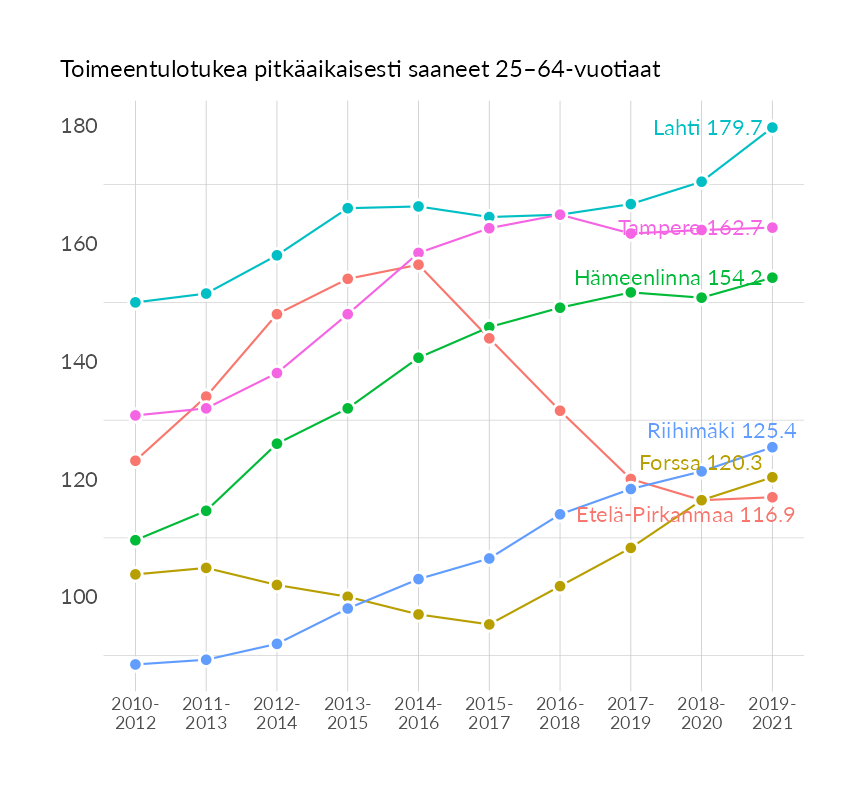 Toimeentulotukea pitkäaikaisesti saaneet 25–64-vuotiaat
180
Lahti 179.7
Tampere 162.7
160
Hämeenlinna 154.2
140
Riihimäki 125.4
Forssa 120.3
120
Etelä-Pirkanmaa 116.9
100
2010- 2011- 2012- 2013- 2014- 2015- 2016- 2017- 2018- 2019-
2012 2013 2014 2015 2016 2017 2018 2019 2020 2021